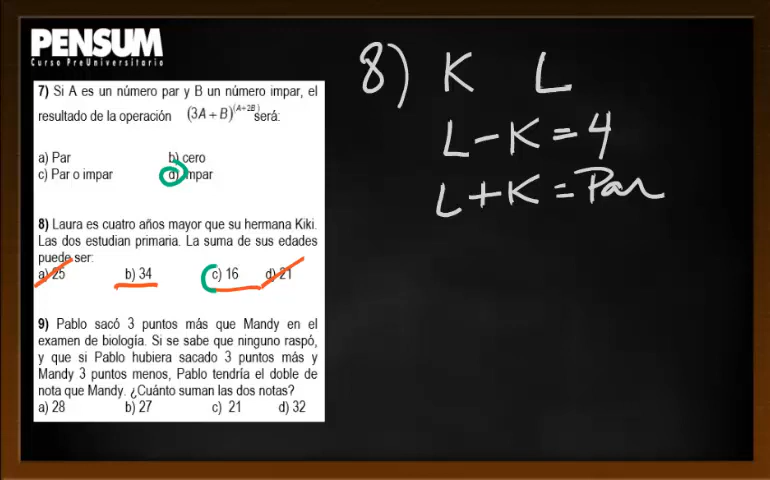 PENSUM
Curso PreUniversitario
7) Si A es un número par y B un número impar, el
resultado de la operación (3A + B)^(A+2B) será:
a) Par b) cero
c) Par o impar d) impar
8) Laura es cuatro años mayor que su hermana Kiki.
Las dos estudian primaria. La suma de sus edades
puede ser:
a) 25 b) 34 c) 16 d) 21
9) Pablo sacó 3 puntos más que Mandy en el
examen de biología. Si se sabe que ninguno raspó,
y que si Pablo hubiera sacado 3 puntos más y
Mandy 3 puntos menos, Pablo tendría el doble de
nota que Mandy. ¿Cuánto suman las dos notas?
a) 28 b) 27 c) 21 d) 32
8) K L
L - K = 4
L + K = Par